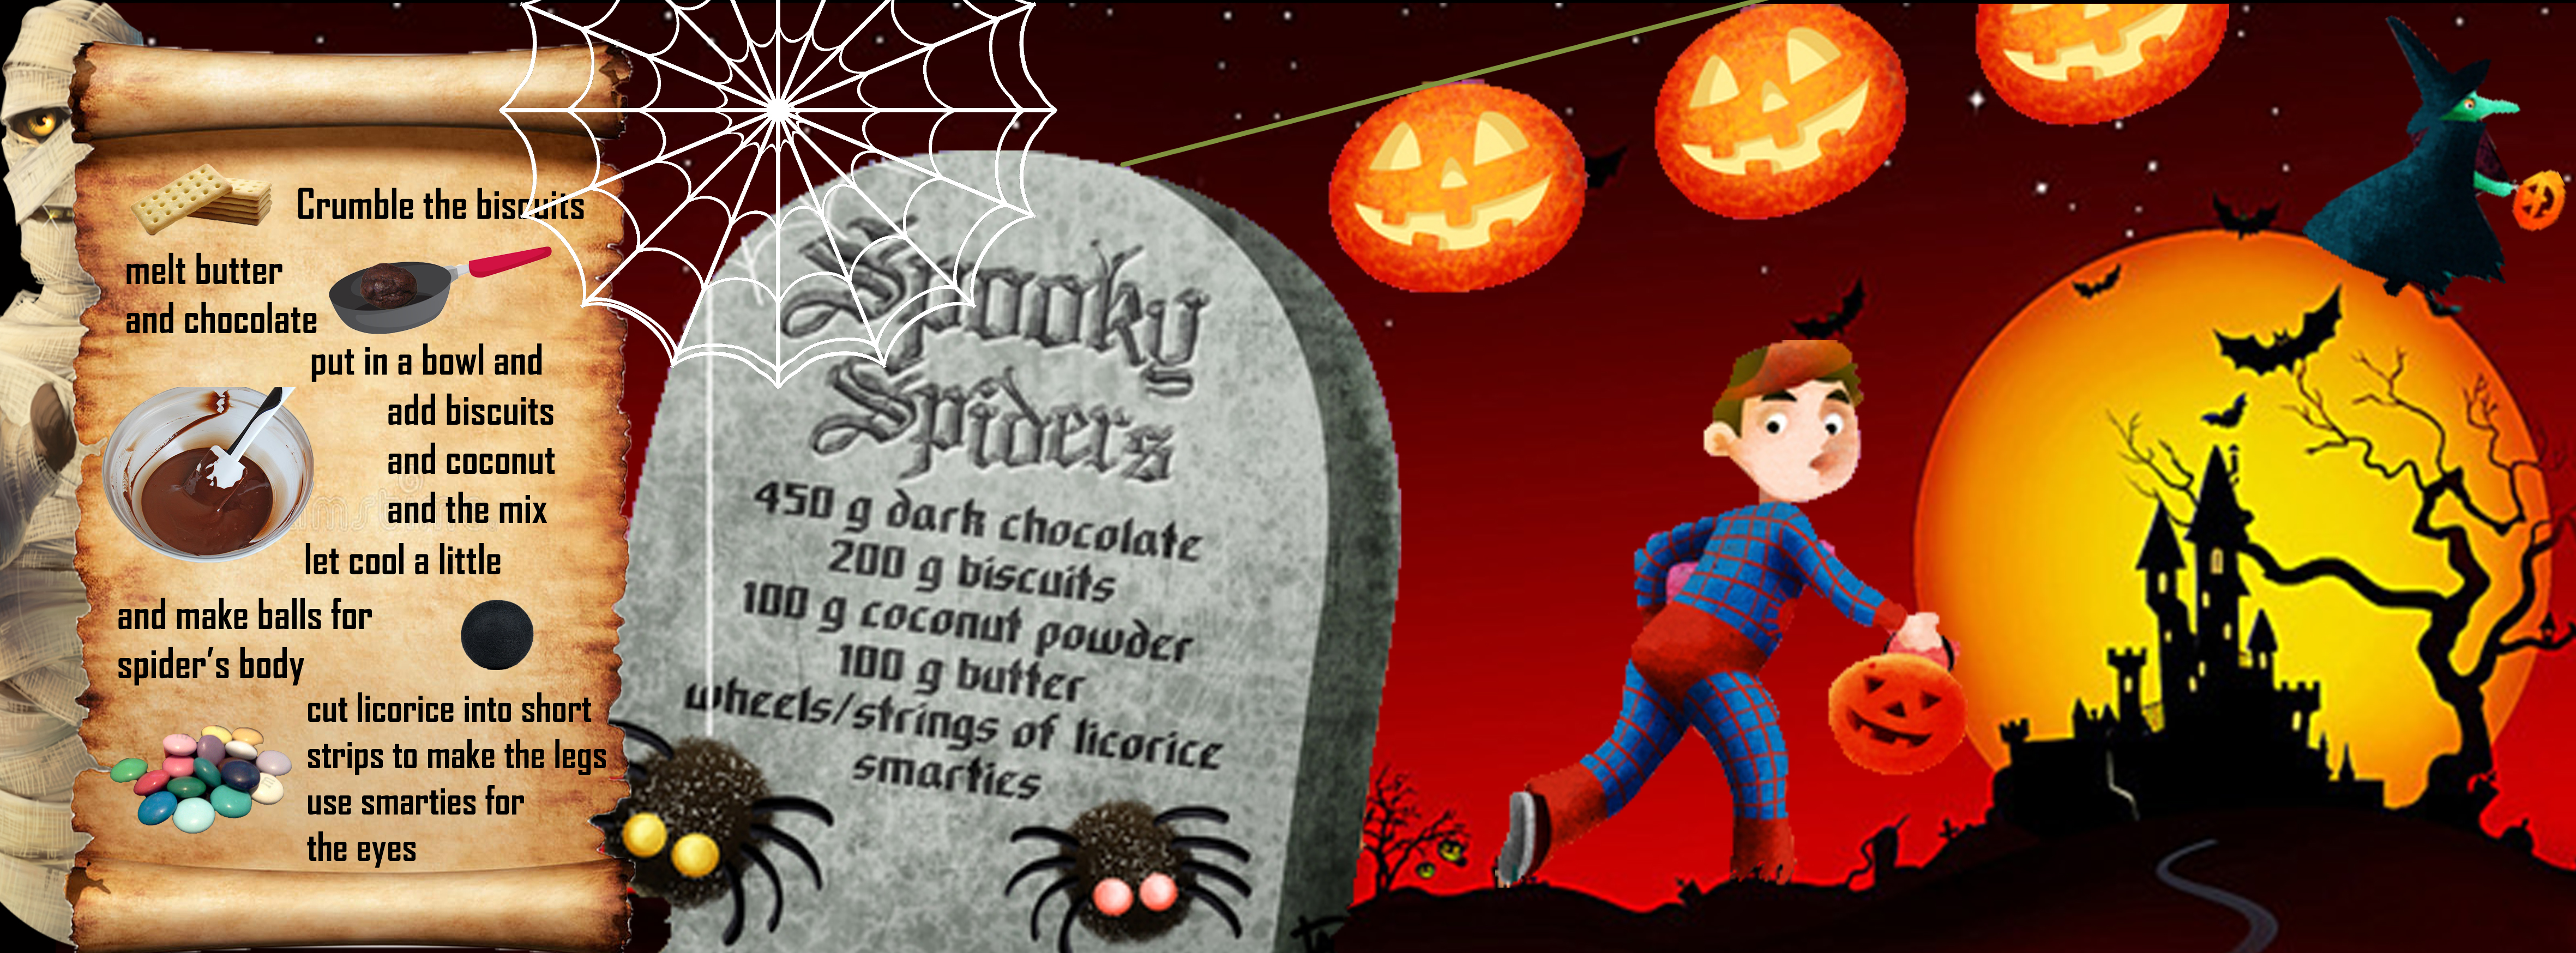 Crumble the biscuits
melt butter
and chocolate
put in a bowl and
add biscuits
and coconut
and the mix
let cool a little
and make balls for
spider's body
cut licorice into short
strips to make the legs
use smarties for
the eyes
Spooky
Spiders
450 g dark chocolate
200 g biscuits
100 g coconut powder
100 g butter
wheels/strings of licorice
smarties